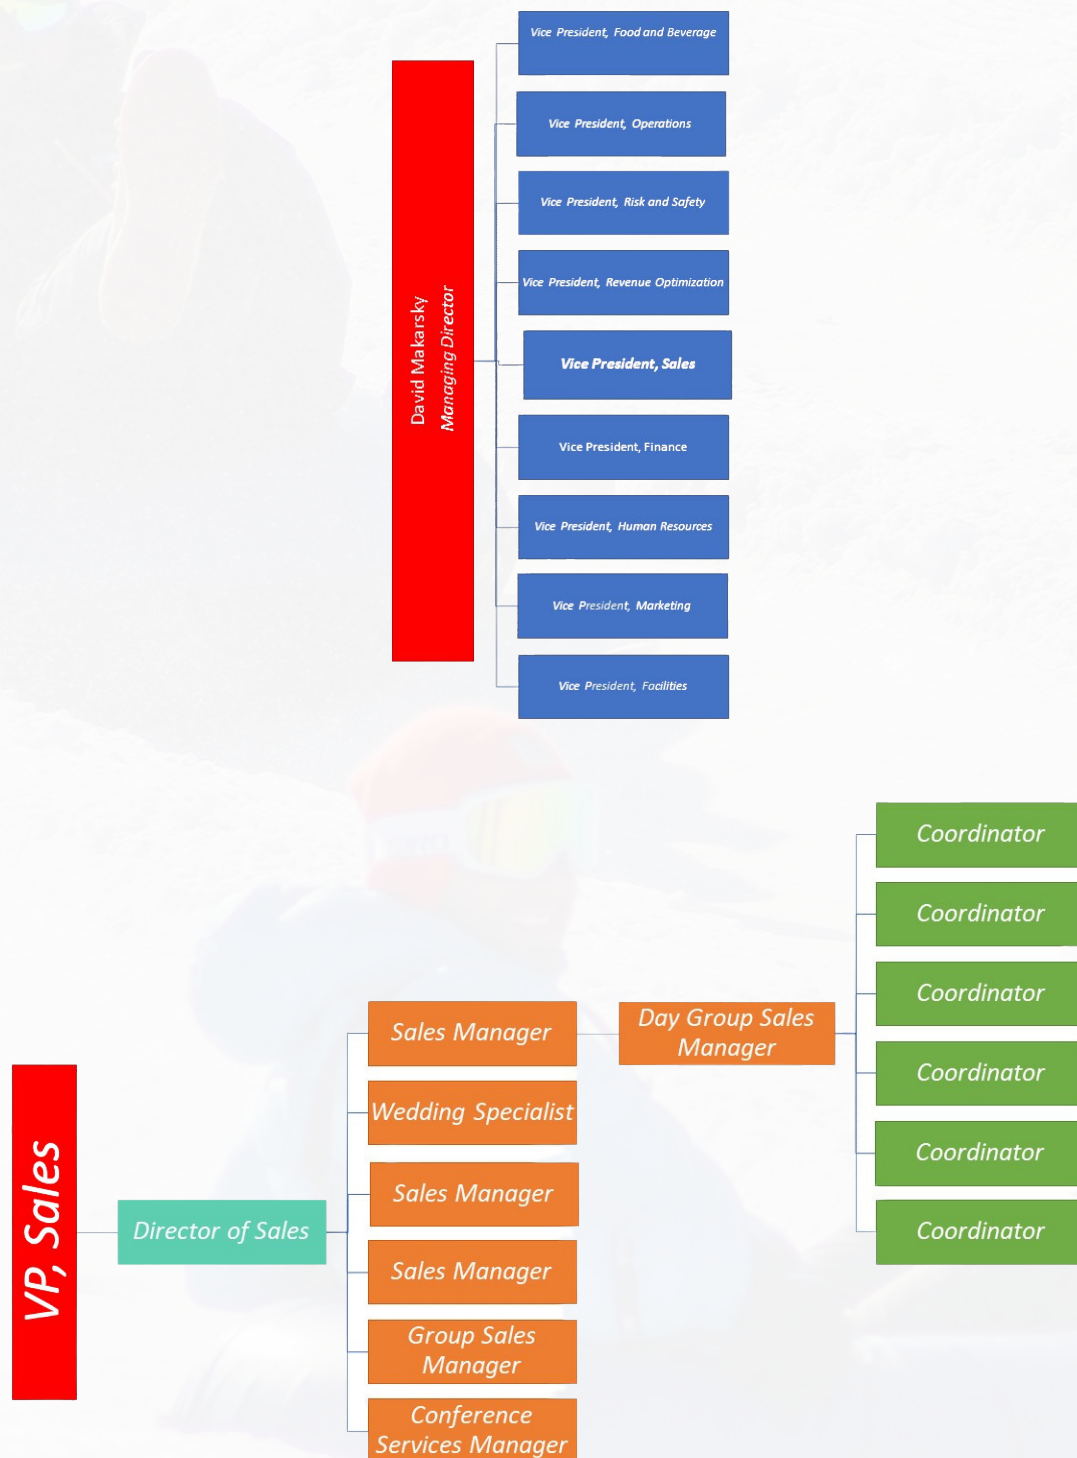 Vice President, Food and Beverage
David Makarsky
Managing Director
Vice President, Operations
Vice President, Risk and Safety
Vice President, Revenue Optimization
Vice President, Sales
Vice President, Finance
Vice President, Human Resources
Vice President, Marketing
Vice President, Facilities
VP, Sales
Director of Sales
Sales Manager
Wedding Specialist
Sales Manager
Sales Manager
Group Sales
Manager
Conference
Services Manager
Day Group Sales
Manager
Coordinator
Coordinator
Coordinator
Coordinator
Coordinator
Coordinator